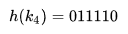 h(k₄) = 011110